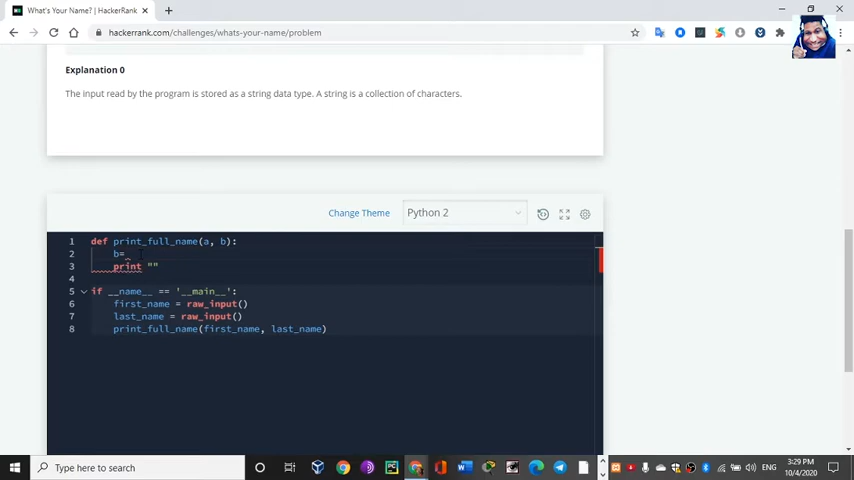 What's Your Name? | HackerRank
hackerrank.com/challenges/whats-your-name/problem
Explanation 0
The input read by the program is stored as a string data type. A string is a collection of characters.
Change Theme
Python 2
1 def print_full_name(a, b):
2 b=
3 print ""
4
5 if __name__ == '__main__':
6 first_name = raw_input()
7 last_name = raw_input()
8 print_full_name(first_name, last_name)
Type here to search
ENG
3:29 PM
10/4/2020